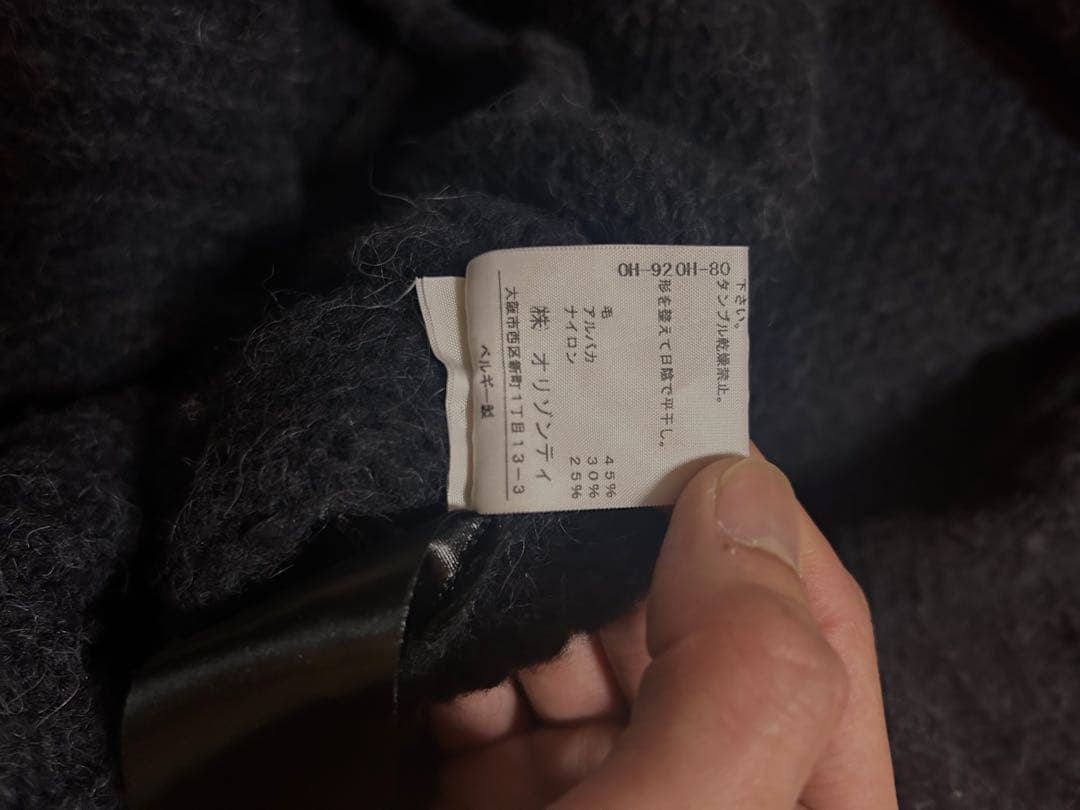 下さい。
タンブル乾燥禁止。
形を整えて日陰で平干し。
OH-920H-80
毛 45%
アルパカ 30%
ナイロン 25%
㈱ オリゾンティ
大阪市西区新町1丁目13-3
ベルギー製